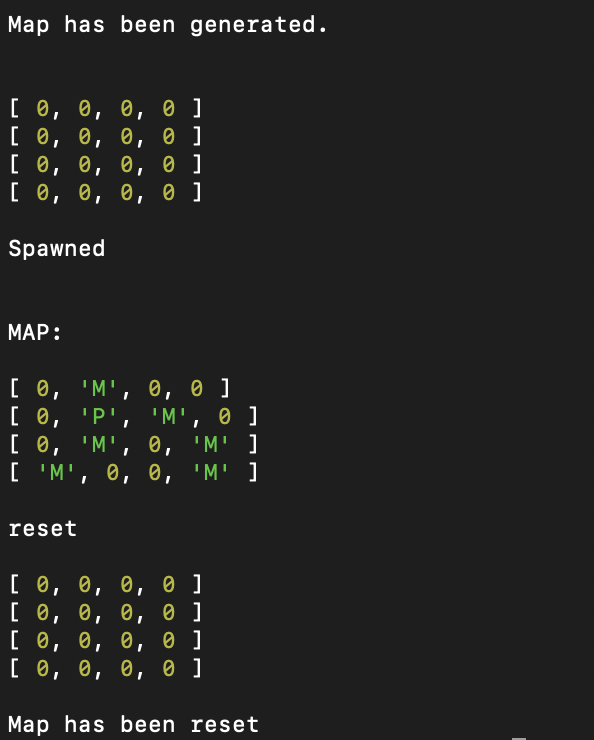 Map has been generated.
[ 0, 0, 0, 0 ]
[ 0, 0, 0, 0 ]
[ 0, 0, 0, 0 ]
[ 0, 0, 0, 0 ]
Spawned
MAP:
[ 0, 'M', 0, 0 ]
[ 0, 'P', 'M', 0 ]
[ 0, 'M', 0, 'M' ]
[ 'M', 0, 0, 'M' ]
reset
[ 0, 0, 0, 0 ]
[ 0, 0, 0, 0 ]
[ 0, 0, 0, 0 ]
[ 0, 0, 0, 0 ]
Map has been reset